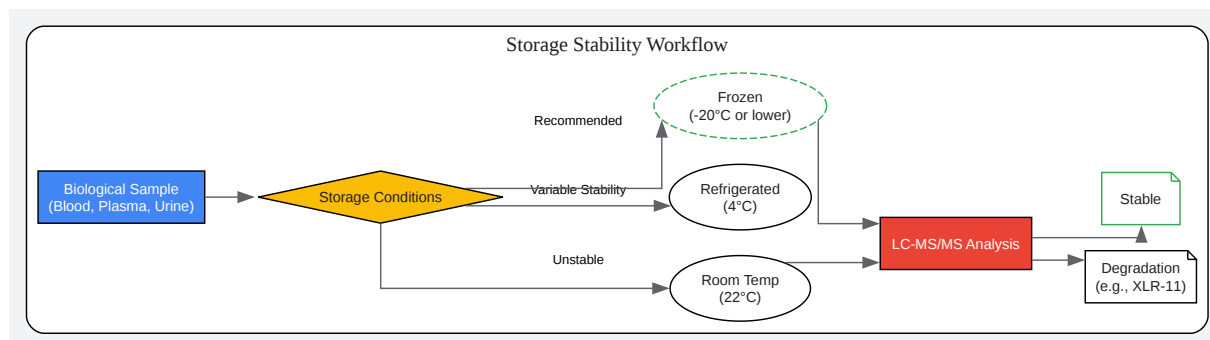 Storage Stability Workflow
Frozen
(-20°C or lower)
Recommended
Biological Sample
(Blood, Plasma, Urine)
Storage Conditions
Variable Stability
Refrigerated
(4°C)
Stable
LC-MS/MS Analysis
Unstable
Room Temp
(22°C)
Degradation
(e.g., XLR-11)